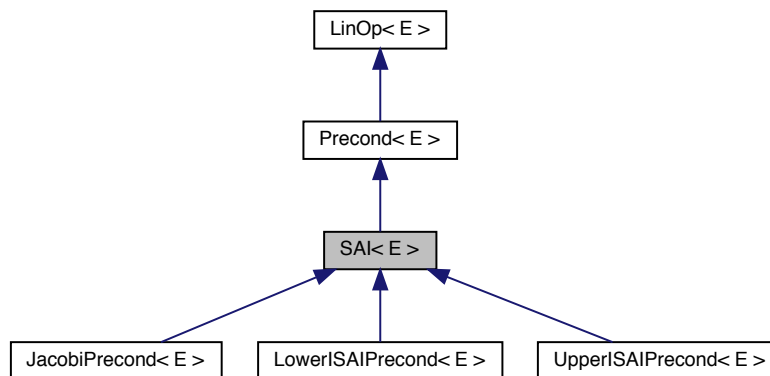 LinOp< E >
Precond< E >
SAI< E >
JacobiPrecond< E >
LowerISAIPrecond< E >
UpperISAIPrecond< E >